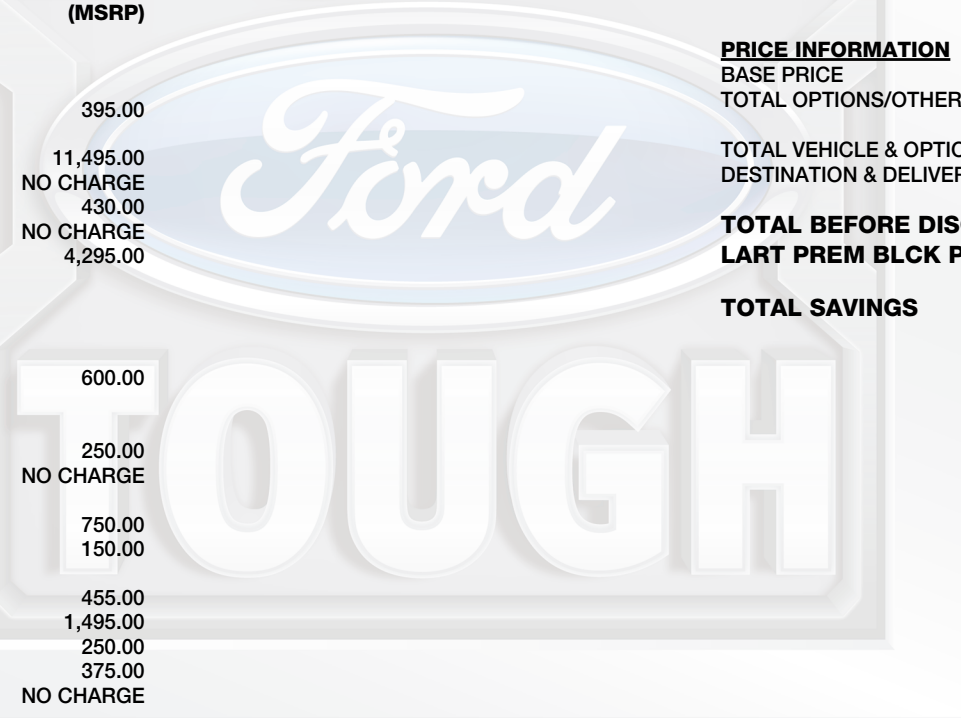 (MSRP)
395.00
11,495.00
NO CHARGE
430.00
NO CHARGE
4,295.00
600.00
250.00
NO CHARGE
750.00
150.00
455.00
1,495.00
250.00
375.00
NO CHARGE
PRICE INFORMATION
BASE PRICE
TOTAL OPTIONS/OTHER
TOTAL VEHICLE & OPTIO
DESTINATION & DELIVER
TOTAL BEFORE DIS
LART PREM BLCK P
TOTAL SAVINGS
Ford
TOUGH